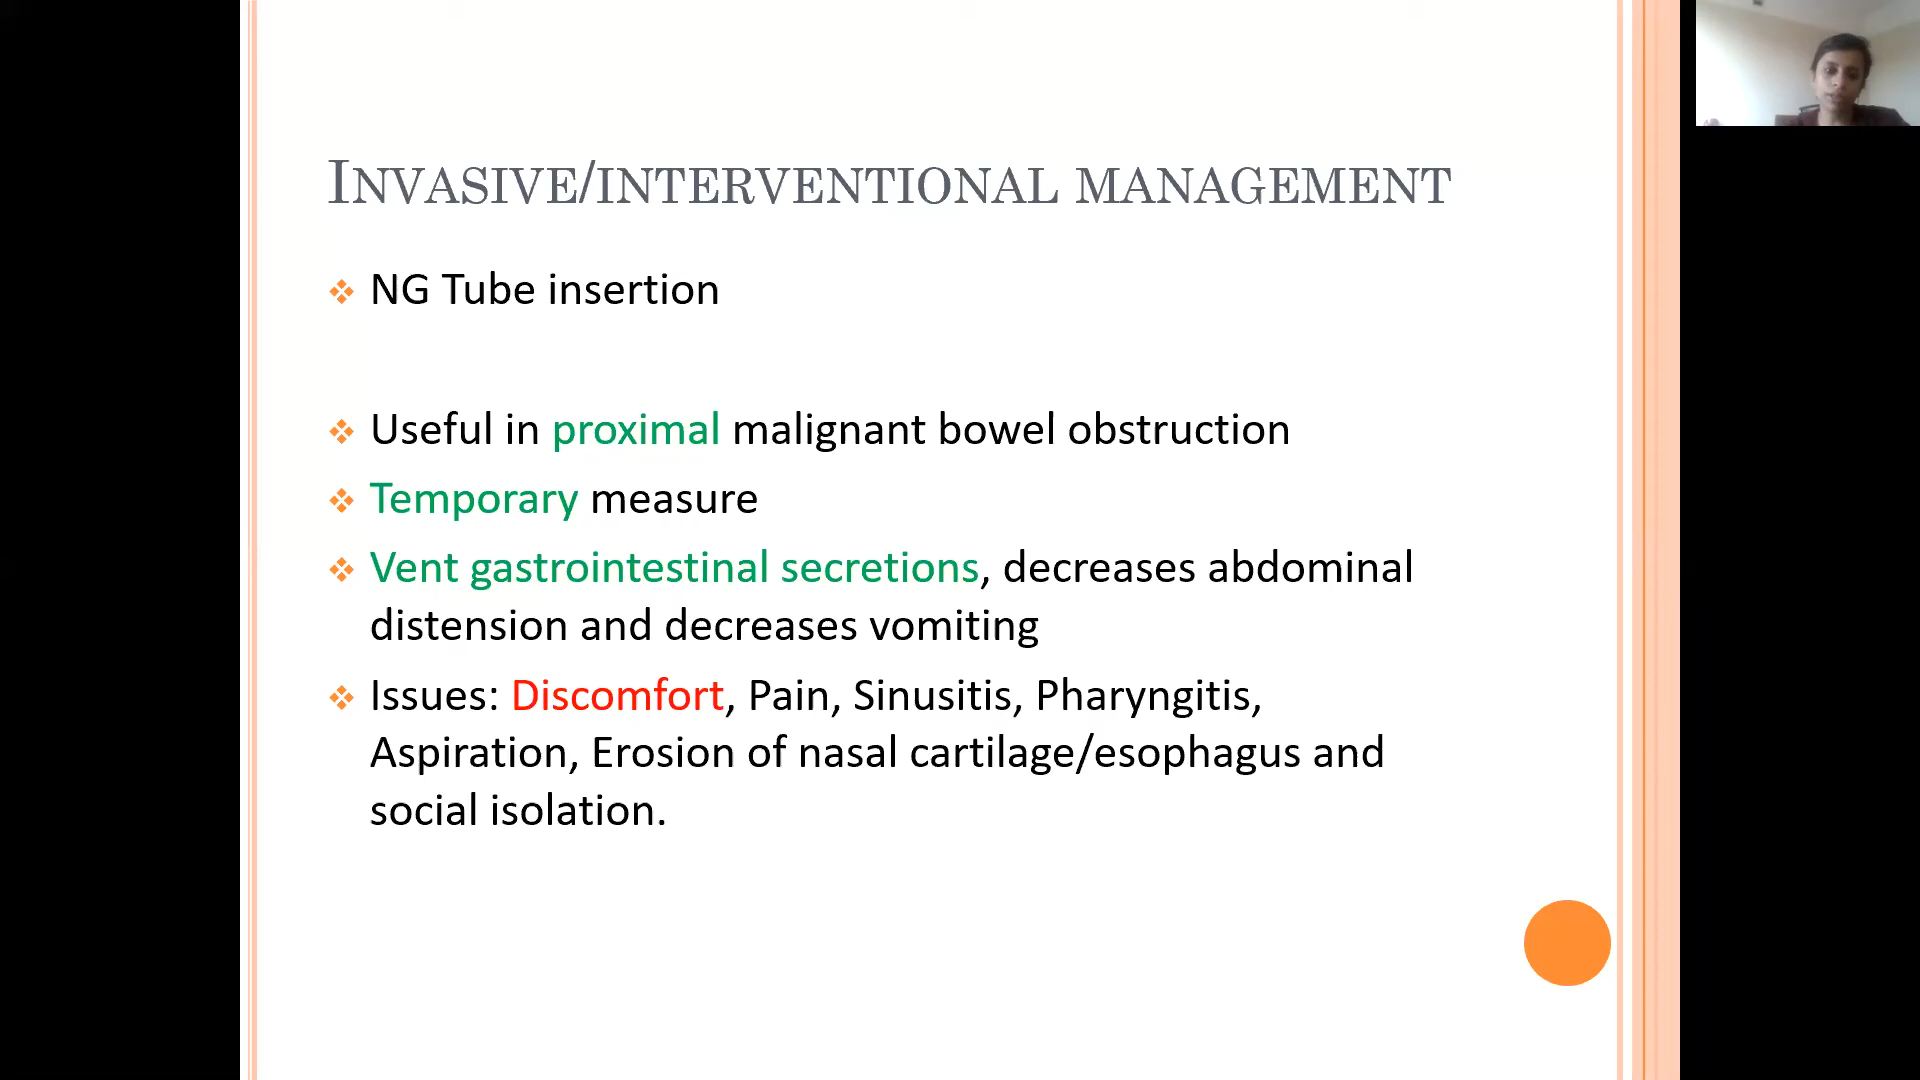 INVASIVE/INTERVENTIONAL MANAGEMENT
NG Tube insertion
Useful in proximal malignant bowel obstruction
Temporary measure
Vent gastrointestinal secretions, decreases abdominal
distension and decreases vomiting
Issues: Discomfort, Pain, Sinusitis, Pharyngitis,
Aspiration, Erosion of nasal cartilage/esophagus and
social isolation.